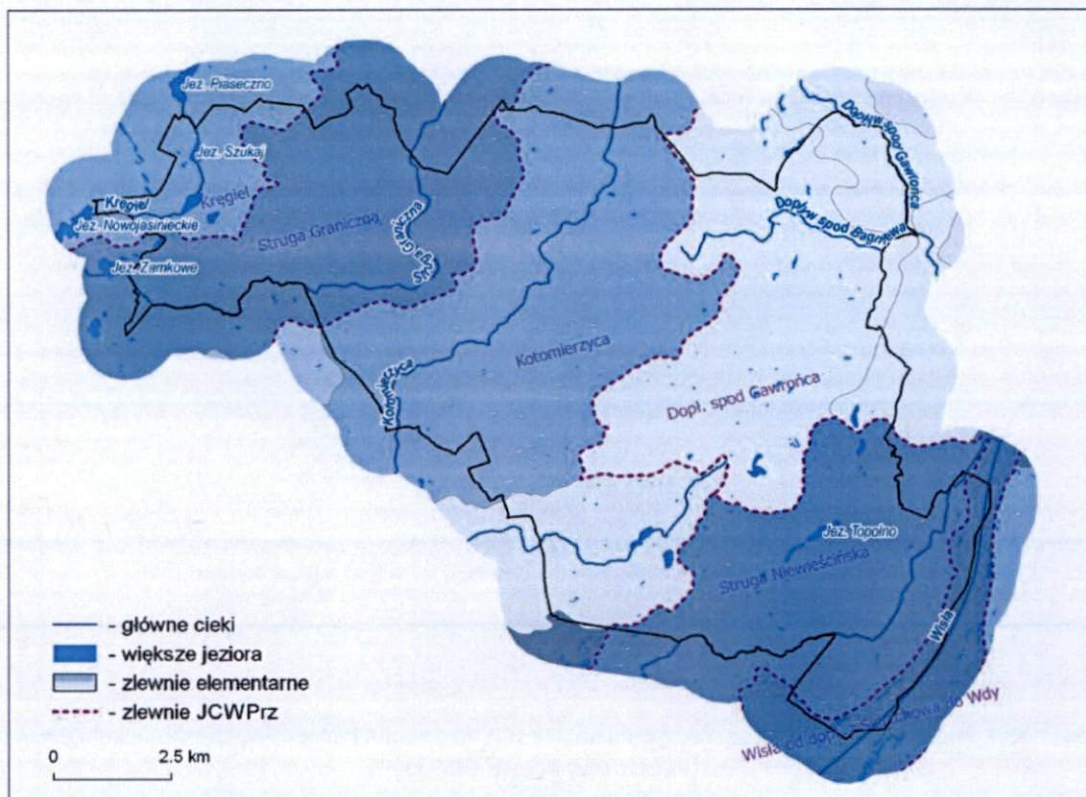 Jez. Piaseczno
Dopływ spod Gawrońca
Jez. Szukaj
Kręgiel
Kręgiel
Jez. Nowojasinieckie
Struga Graniczna
Struga Graniczna
Dopływ spod Bagniewa
Jez. Zamkowe
Kotomierzyca
Kotomierzyca
Dopł. spod Gawrońca
Jez. Topolno
Struga Niewieścińska
Wisła
Wisła od
do Wdy
główne cieki
- większe jeziora
zlewnie elementarne
zlewnie JCWPrz
0 2.5 km